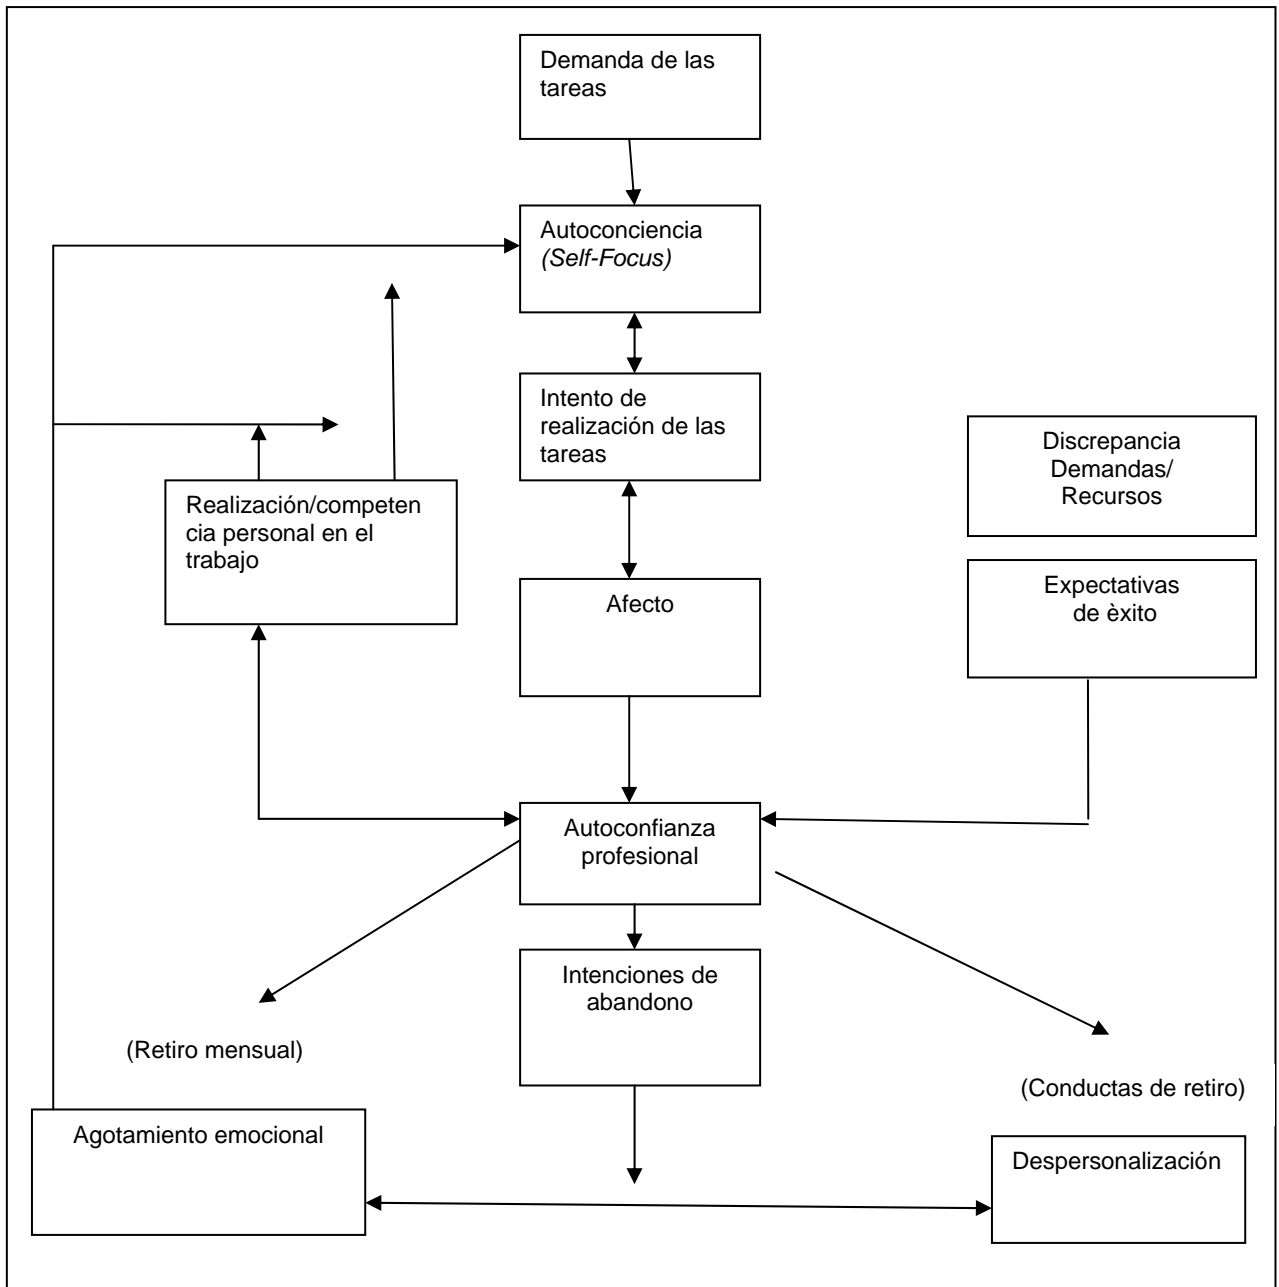 Demanda de las
tareas
Autoconciencia
(Self-Focus)
Intento de
realización de las
tareas
Discrepancia
Demandas/
Recursos
Realización/competen
cia personal en el
trabajo
Afecto
Expectativas
de èxito
Autoconfianza
profesional
Intenciones de
abandono
(Retiro mensual)
(Conductas de retiro)
Agotamiento emocional
Despersonalización